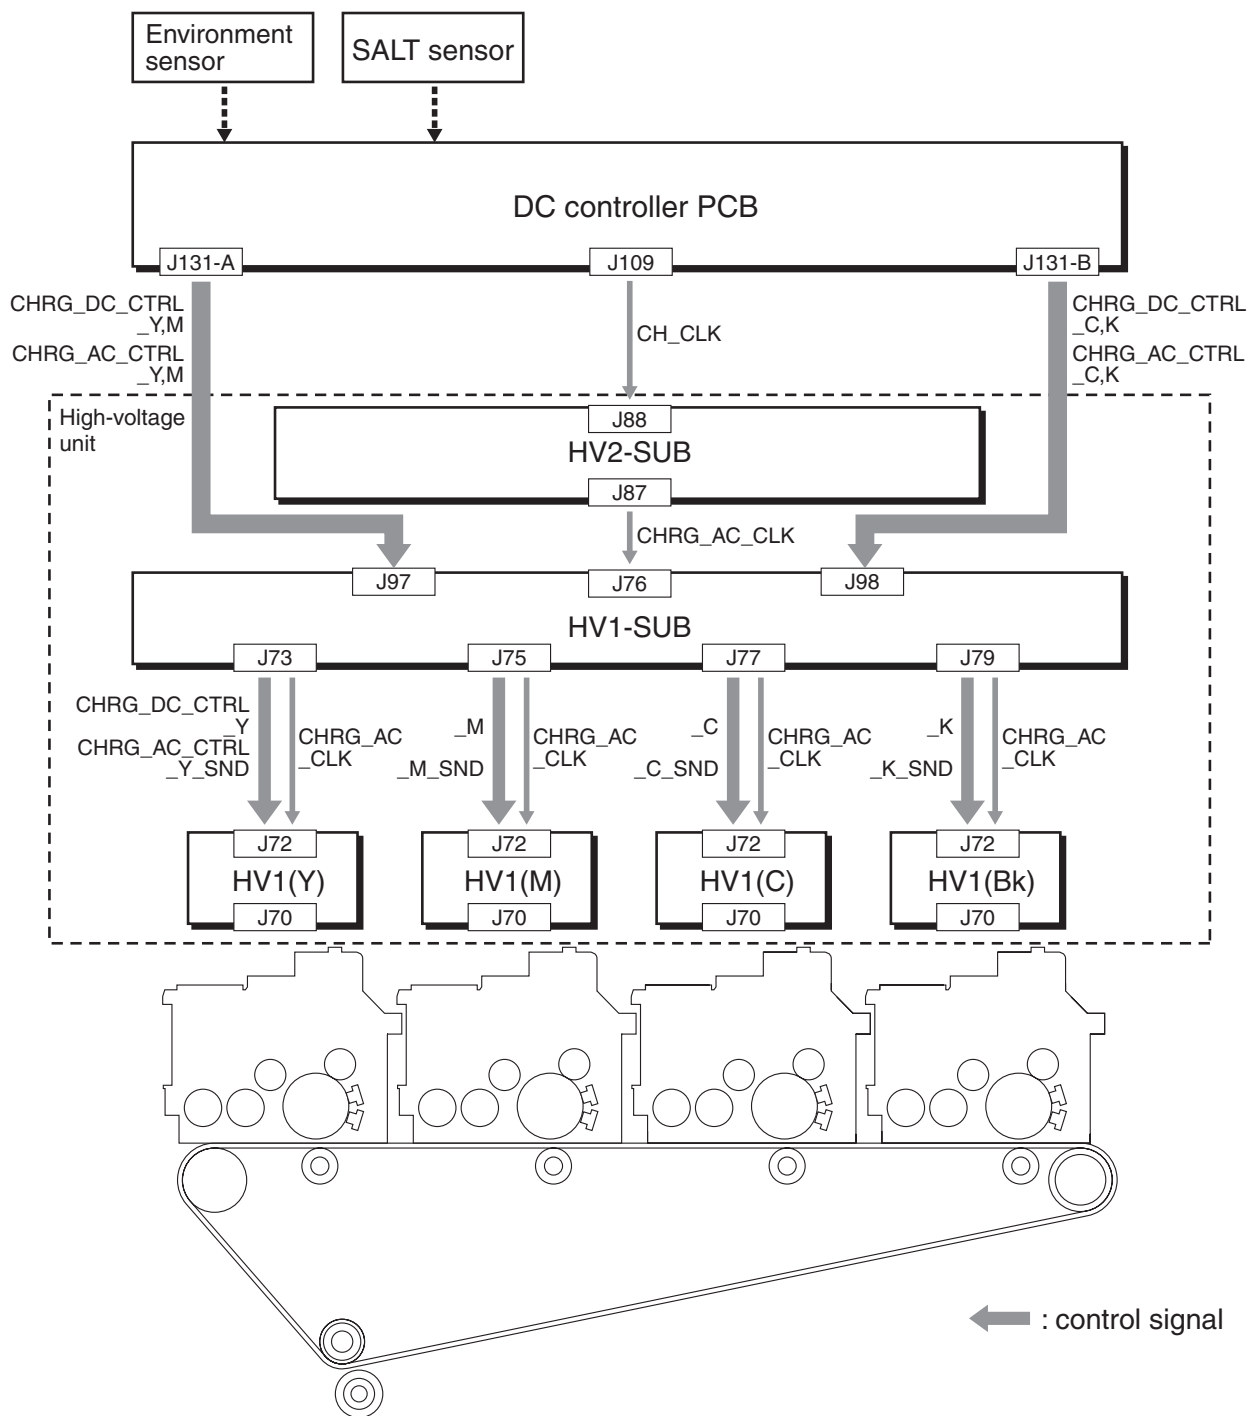 Environment
sensor
SALT sensor
DC controller PCB
J131-A
J109
J131-B
CHRG_DC_CTRL
_Y,M
CHRG_AC_CTRL
_Y,M
CH_CLK
CHRG_DC_CTRL
_C,K
CHRG_AC_CTRL
_C,K
High-voltage
unit
J88
HV2-SUB
J87
CHRG_AC_CLK
J97
J76
J98
HV1-SUB
J73
J75
J77
J79
CHRG_DC_CTRL
_Y
CHRG_AC_CTRL
_Y_SND
CHRG_AC
_CLK
_M
_M_SND
CHRG_AC
_CLK
_C
_C_SND
CHRG_AC
_CLK
_K
_K_SND
CHRG_AC
_CLK
J72
HV1(Y)
J70
J72
HV1(M)
J70
J72
HV1(C)
J70
J72
HV1(Bk)
J70
: control signal